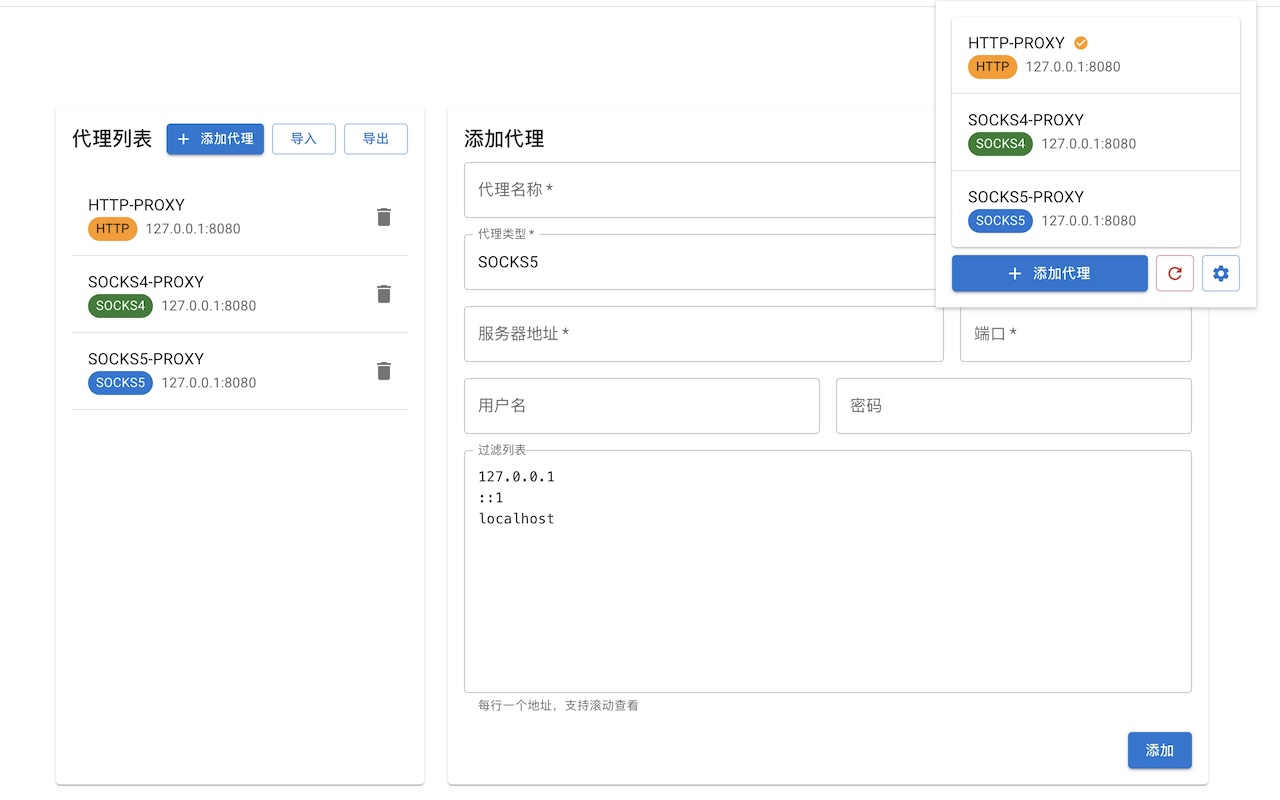 代理列表
添加代理
导入
导出
HTTP-PROXY
HTTP 127.0.0.1:8080
SOCKS4-PROXY
SOCKS4 127.0.0.1:8080
SOCKS5-PROXY
SOCKS5 127.0.0.1:8080
添加代理
代理名称 *
代理类型 *
SOCKS5
服务器地址 *
端口 *
用户名
密码
过滤列表
127.0.0.1
::1
localhost
每行一个地址，支持滚动查看
添加
HTTP-PROXY
HTTP 127.0.0.1:8080
SOCKS4-PROXY
SOCKS4 127.0.0.1:8080
SOCKS5-PROXY
SOCKS5 127.0.0.1:8080
添加代理